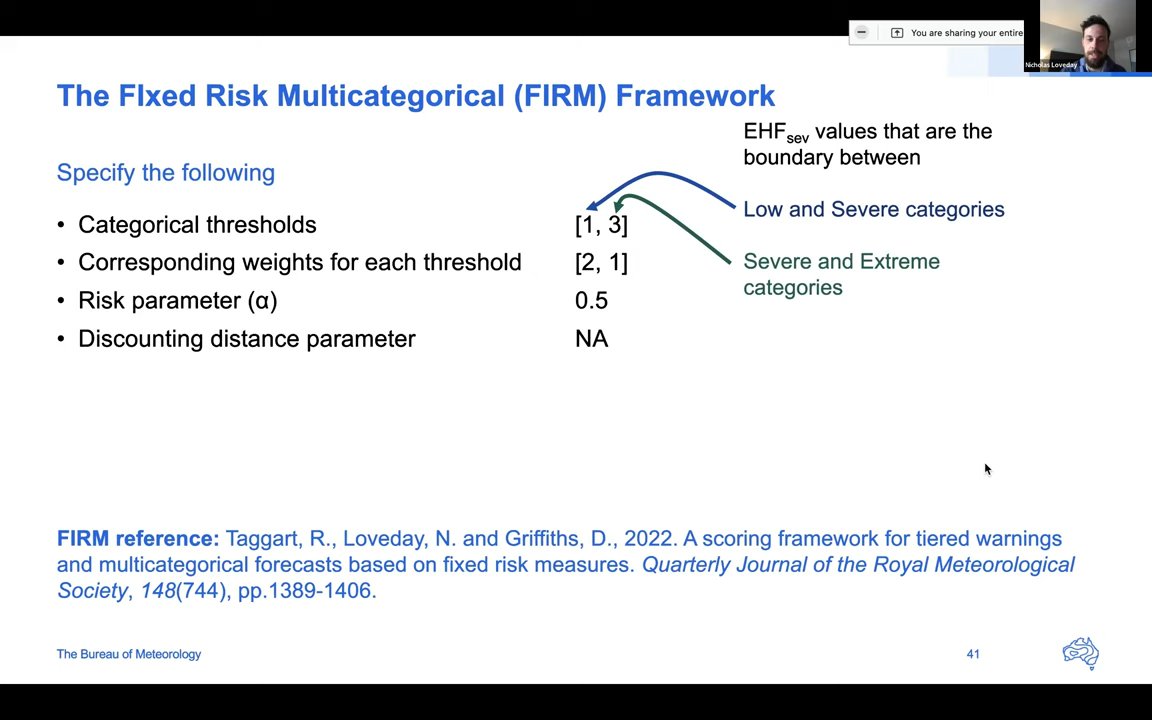 You are sharing your entire
Nicholas Loveday
The FIxed Risk Multicategorical (FIRM) Framework
EHFsev values that are the
boundary between
Specify the following
Low and Severe categories
• Categorical thresholds [1, 3]
• Corresponding weights for each threshold [2, 1]
Severe and Extreme
categories
• Risk parameter (α) 0.5
• Discounting distance parameter NA
FIRM reference: Taggart, R., Loveday, N. and Griffiths, D., 2022. A scoring framework for tiered warnings
and multicategorical forecasts based on fixed risk measures. Quarterly Journal of the Royal Meteorological
Society, 148(744), pp.1389-1406.
The Bureau of Meteorology
41